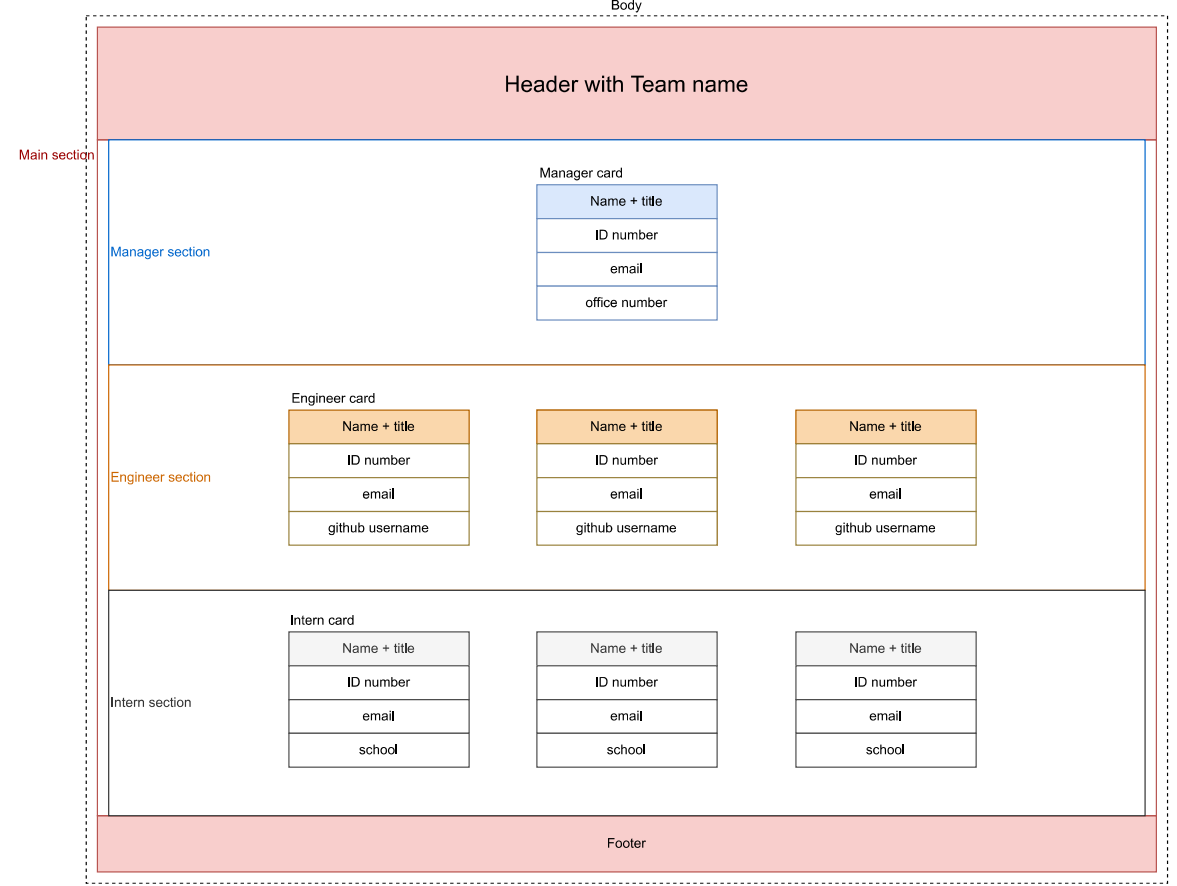 Body
Header with Team name
Main section
Manager card
Name + title
ID number
Manager section
email
office number
Engineer card
Name + title
Name + title
Name + title
ID number
ID number
ID number
Engineer section
email
email
email
github username
github username
github username
Intern card
Name + title
Name + title
Name + title
ID number
ID number
ID number
Intern section
email
email
email
school
school
school
Footer